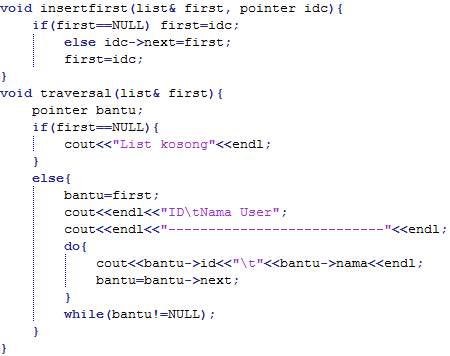 void insertfirst(list& first, pointer idc){
    if(first==NULL) first=idc;
        else idc->next=first;
        first=idc;
}
void traversal(list& first){
    pointer bantu;
    if(first==NULL){
        cout<<"List kosong"<<endl;
    }
    else{
        bantu=first;
        cout<<endl<<"ID\tNama User";
        cout<<endl<<"---------------------------"<<endl;
        do{
            cout<<bantu->id<<"\t"<<bantu->nama<<endl;
            bantu=bantu->next;
        }
        while(bantu!=NULL);
    }
}